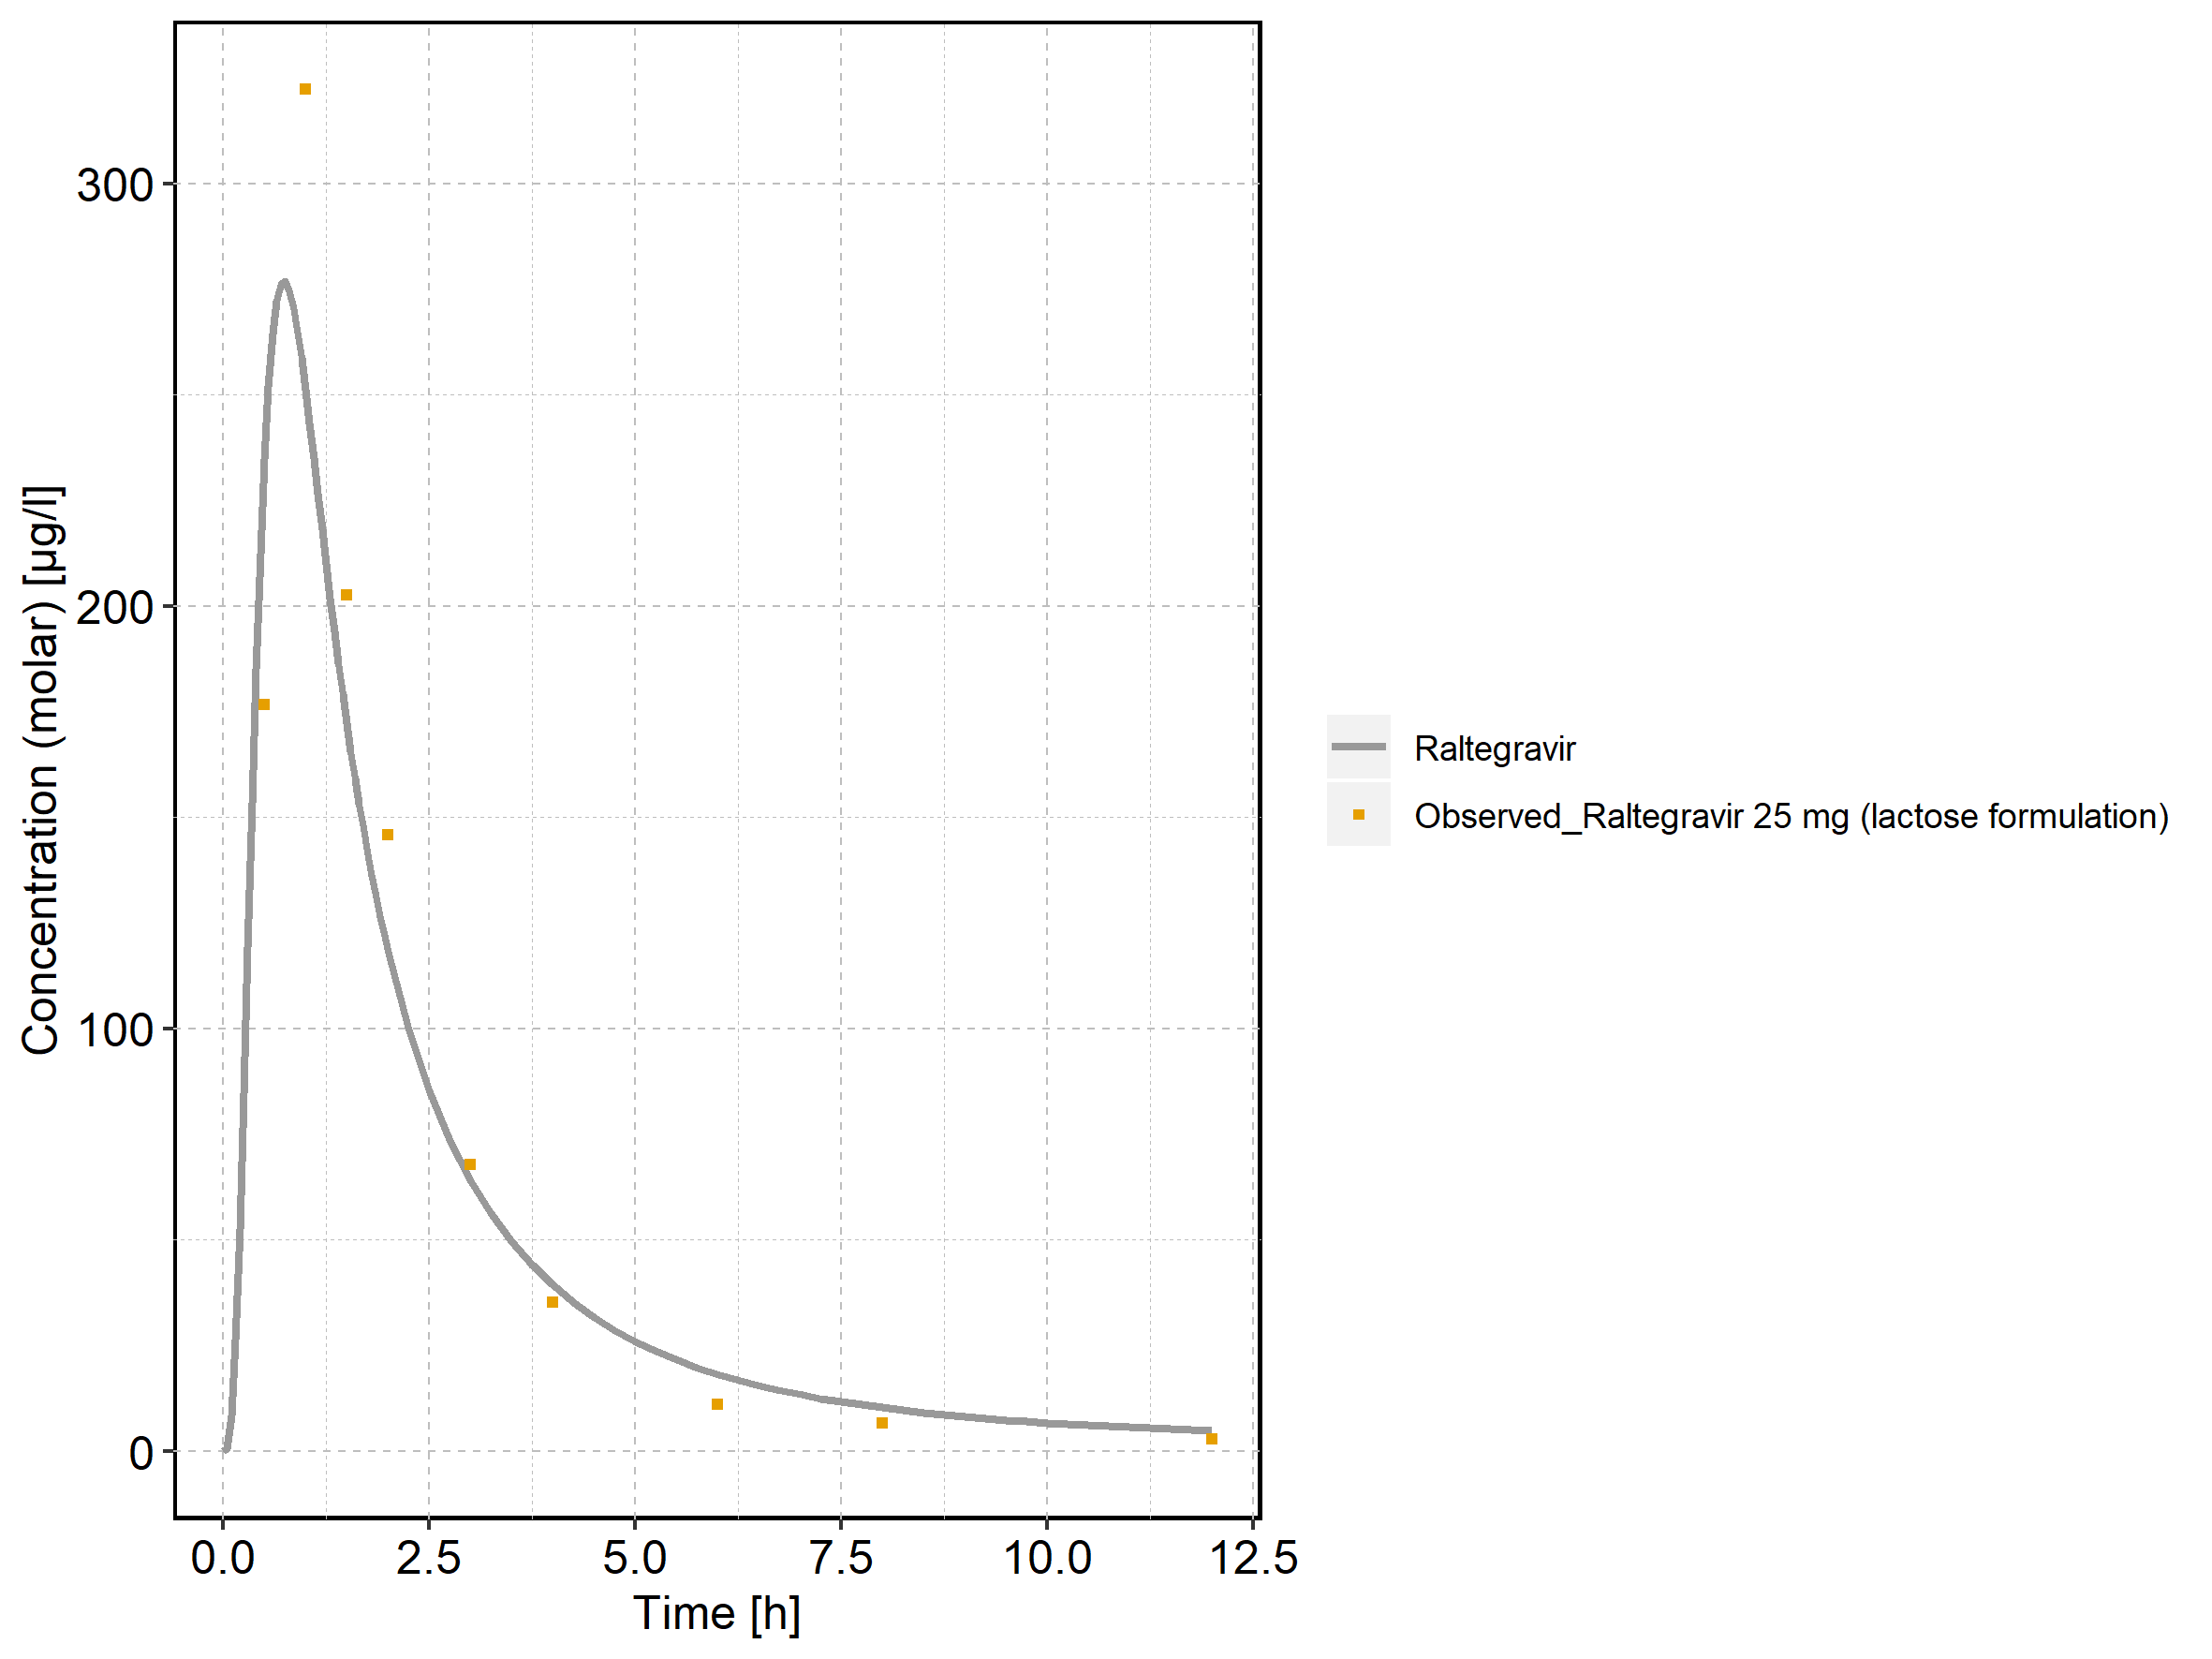 Concentration (molar) [µg/l]
300
200
100
0
0.0 2.5 5.0 7.5 10.0 12.5
Time [h]
Raltegravir
Observed_Raltegravir 25 mg (lactose formulation)